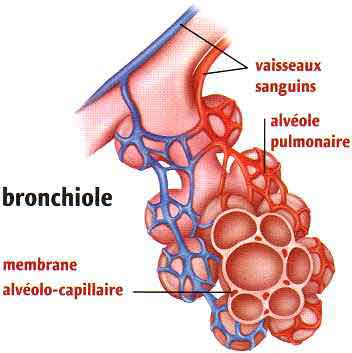 vaisseaux
sanguins
alvéole
pulmonaire
bronchiole
membrane
alvéolo-capillaire